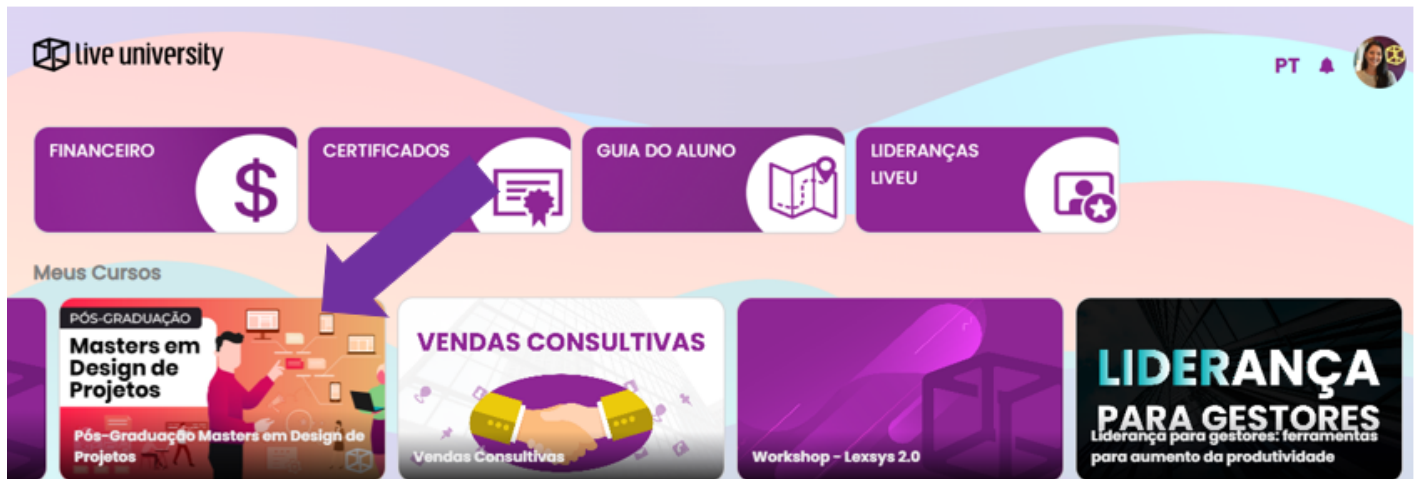 live university
PT
FINANCEIRO
CERTIFICADOS
GUIA DO ALUNO
LIDERANÇAS
LIVEU
Meus Cursos
PÓS-GRADUAÇÃO
Masters em
Design de
Projetos
Pós-Graduação Masters em Design de
Projetos
VENDAS CONSULTIVAS
Vendas Consultivas
Workshop - Lexsys 2.0
LIDERANÇA
PARA GESTORES
Liderança para gestores: ferramentas
para aumento da produtividade